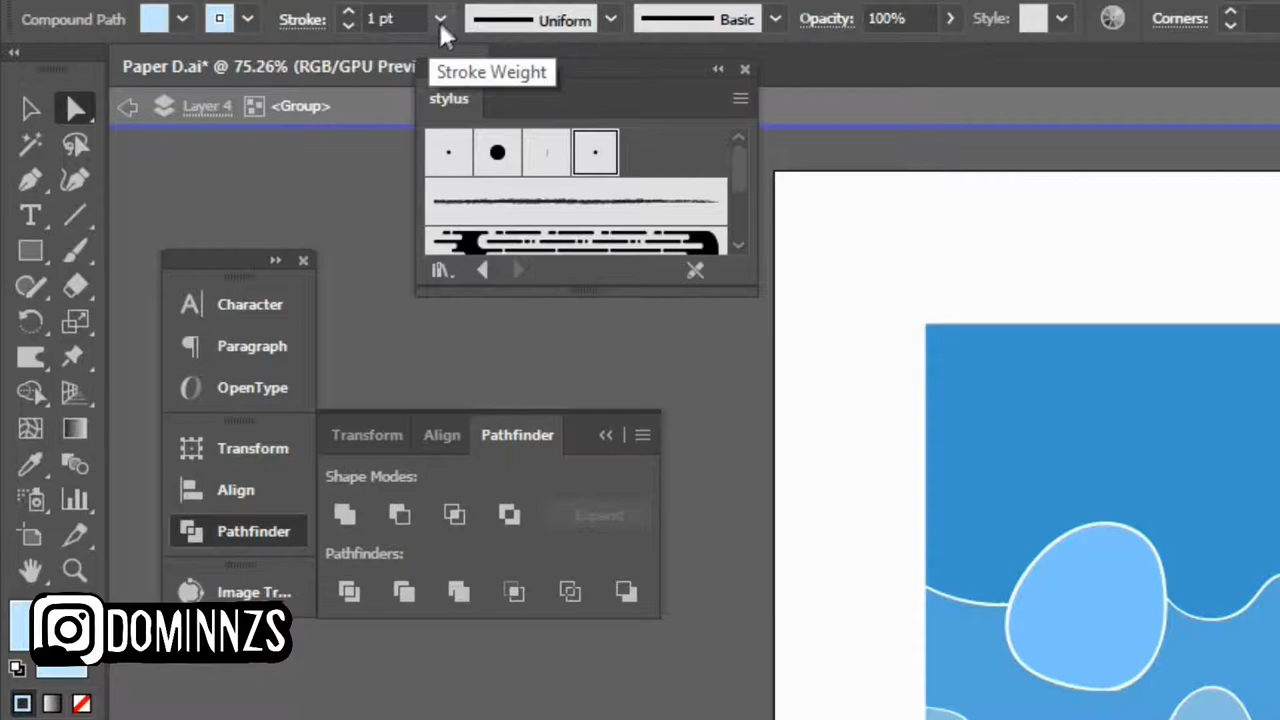 Compound Path
Stroke:
1 pt
Uniform
Basic
Opacity:
100%
Style:
Corners:
Paper D.ai* @ 75.26% (RGB/GPU Previ
Stroke Weight
Layer 4
<Group>
stylus
Character
Paragraph
OpenType
Transform
Align
Pathfinder
Image Tr...
Transform
Align
Pathfinder
Shape Modes:
Expand
Pathfinders:
DOMINNZS